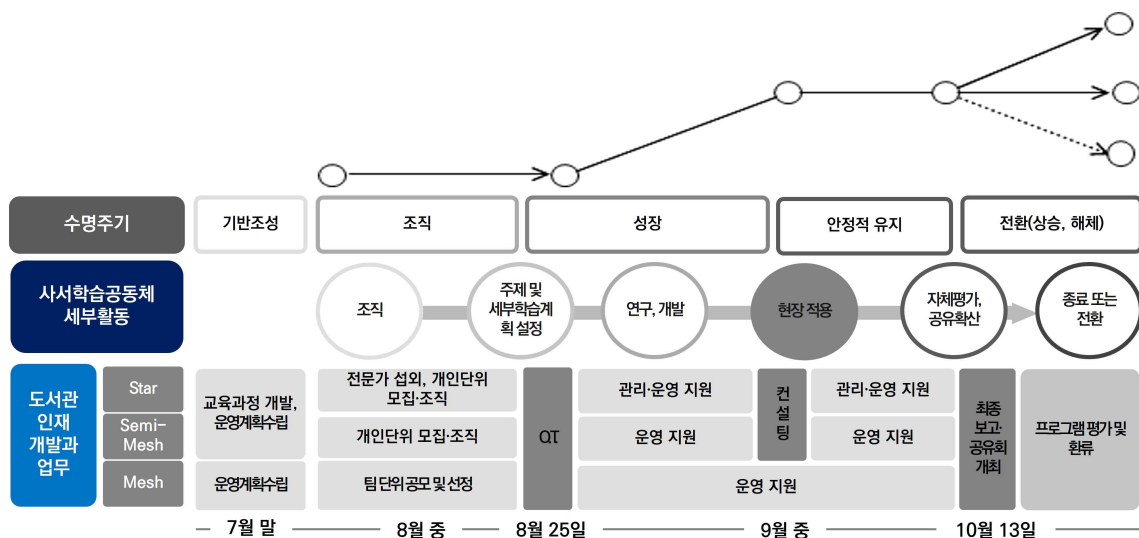 수명주기
기반조성
조직
성장
안정적 유지
전환(상승, 해체)
사서학습공동체
세부활동
조직
주제 및
세부학습계
획 설정
연구, 개발
현장 적용
자체평가,
공유확산
종료 또는
전환
도서관
인재
개발과
업무
Star
Semi-
Mesh
Mesh
교육과정 개발,
운영계획수립
운영계획수립
전문가 섭외, 개인단위
모집·조직
개인단위 모집·조직
팀 단위 공모 및 선정
OT
관리·운영 지원
운영 지원
컨
설
팅
관리·운영 지원
운영 지원
운영 지원
최종
보고·
공유회
개최
프로그램 평가 및
환류
7월 말
8월 중
8월 25일
9월 중
10월 13일